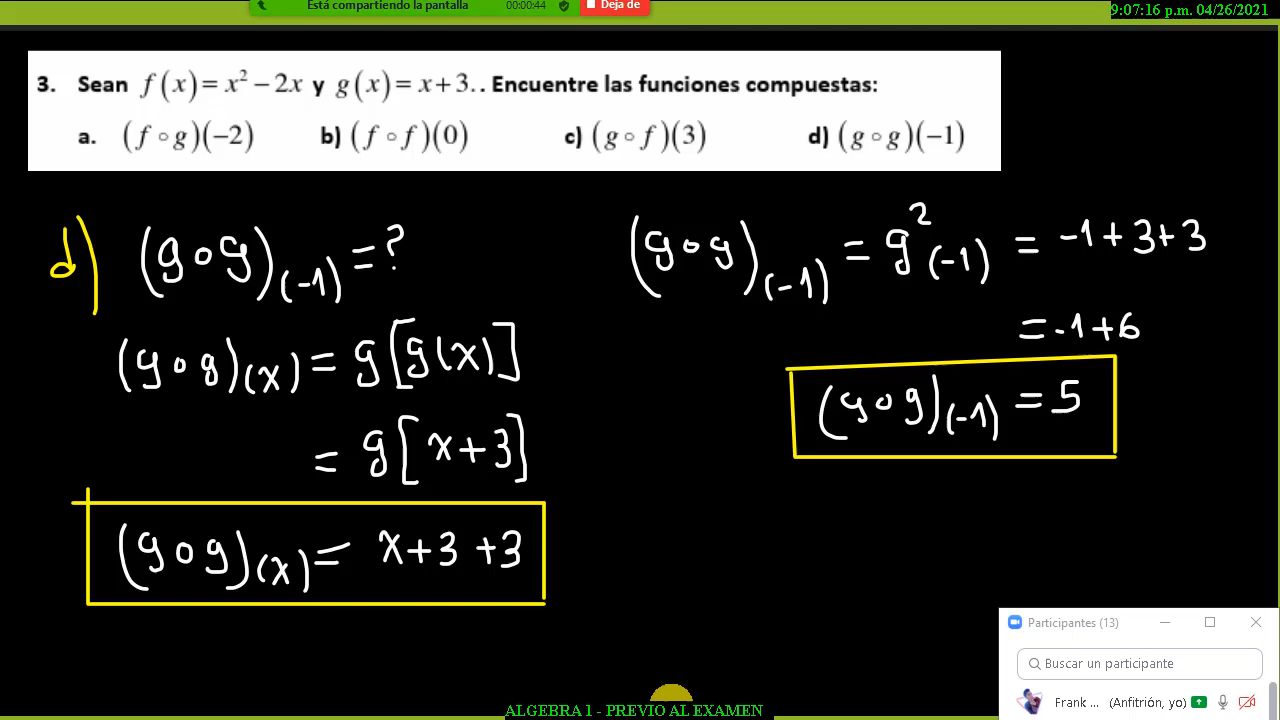 Está compartiendo la pantalla 00:00:44 Deja de
9:07:16 p.m. 04/26/2021
3. Sean f(x)=x²−2x y g(x)=x+3.. Encuentre las funciones compuestas:
a. (f∘g)(−2) b) (f∘f)(0) c) (g∘f)(3) d) (g∘g)(−1)
d) (g∘g)(-1) = ?
(g∘g)(x) = g[g(x)]
= g[x+3]
(g∘g)(x) = x+3+3
(g∘g)(-1) = g²(-1) = -1+3+3
= -1+6
(g∘g)(-1) = 5
Participantes (13)
Buscar un participante
Frank ... (Anfitrión, yo)
ALGEBRA 1 - PREVIO AL EXAMEN